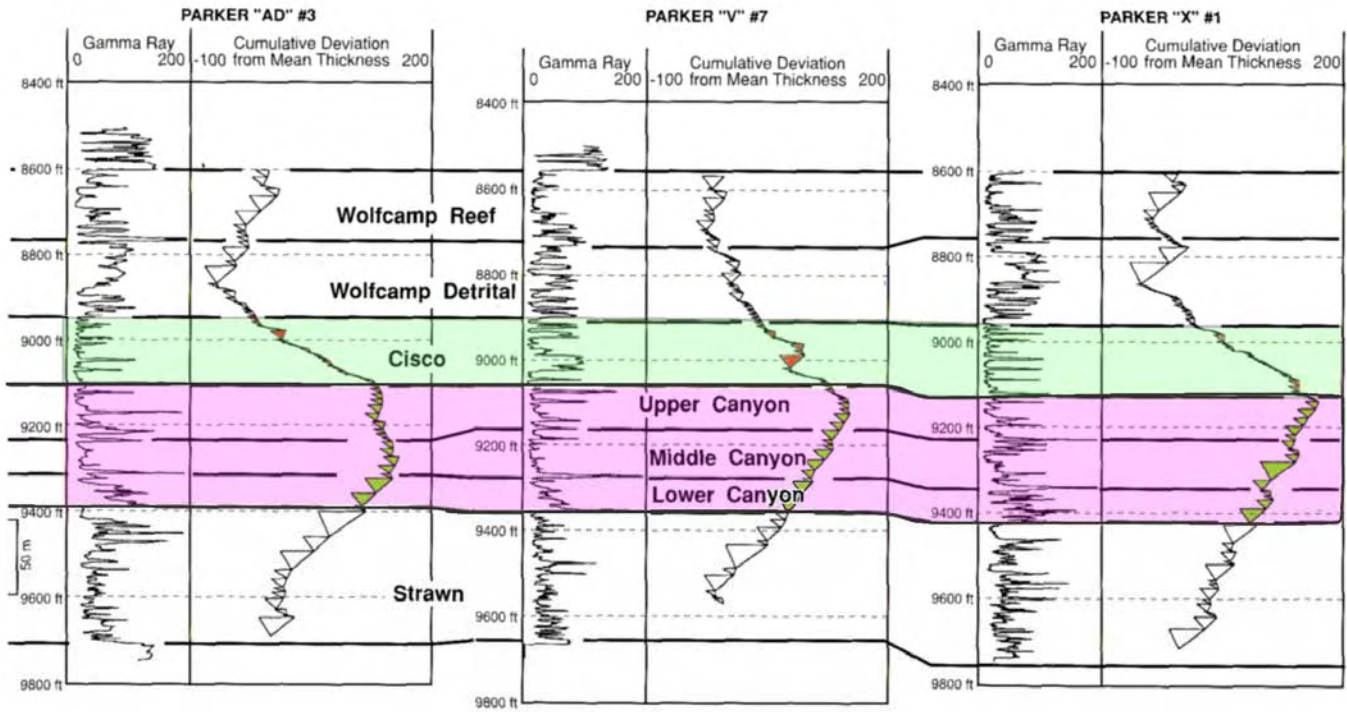 PARKER "AD" #3
PARKER "V" #7
PARKER "X" #1
Gamma Ray
0 200
Cumulative Deviation
-100 from Mean Thickness 200
Gamma Ray
0 200
Cumulative Deviation
-100 from Mean Thickness 200
Gamma Ray
0 200
Cumulative Deviation
-100 from Mean Thickness 200
8400 ft
8600 ft
8800 ft
9000 ft
9200 ft
9400 ft
9600 ft
9800 ft
50 m
Wolfcamp Reef
Wolfcamp Detrital
Cisco
Strawn
8400 ft
8600 ft
8800 ft
9000 ft
9200 ft
9400 ft
9600 ft
9800 ft
Upper Canyon
Middle Canyon
Lower Canyon
8400 ft
8600 ft
8800 ft
9000 ft
9200 ft
9400 ft
9600 ft
9800 ft